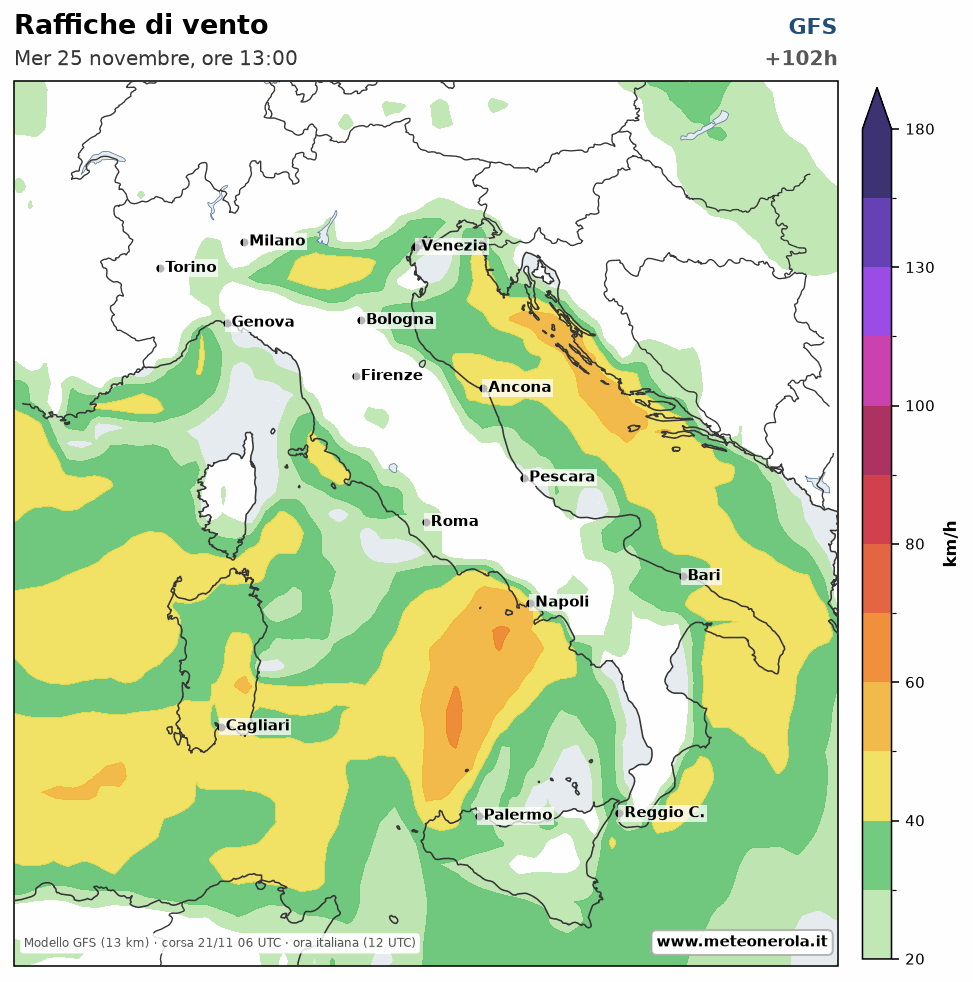 Raffiche di vento
GFS
Mer 25 novembre, ore 13:00
+102h
180
130
100
80
60
40
20
km/h
Milano
Venezia
Torino
Genova
Bologna
Firenze
Ancona
Pescara
Roma
Bari
Napoli
Cagliari
Palermo
Reggio C.
Modello GFS (13 km) · corsa 21/11 06 UTC · ora italiana (12 UTC)
www.meteonerola.it